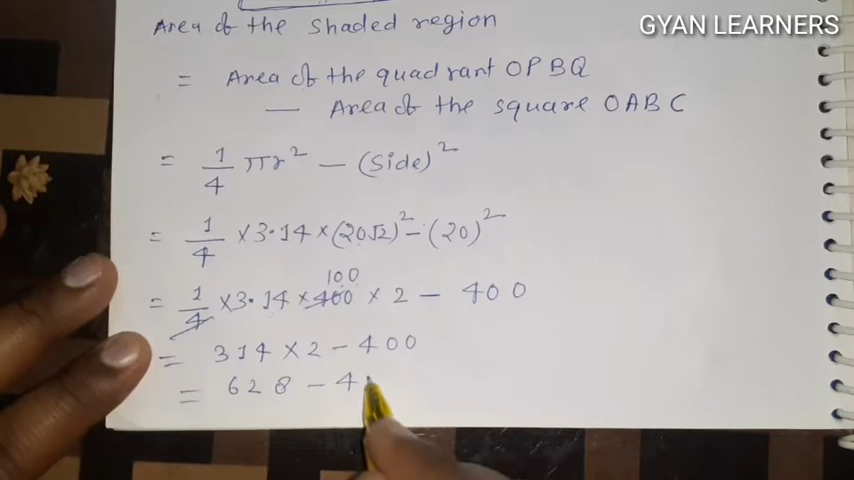 GYAN LEARNERS
Area of the shaded region
= Area of the quadrant OPBQ
— Area of the square OABC
= 1/4 πr² — (Side)²
= 1/4 × 3.14 × (20√2)² - (20)²
= 1/4 × 3.14 × 400 100 × 2 - 400
= 314 × 2 - 400
= 628 - 4